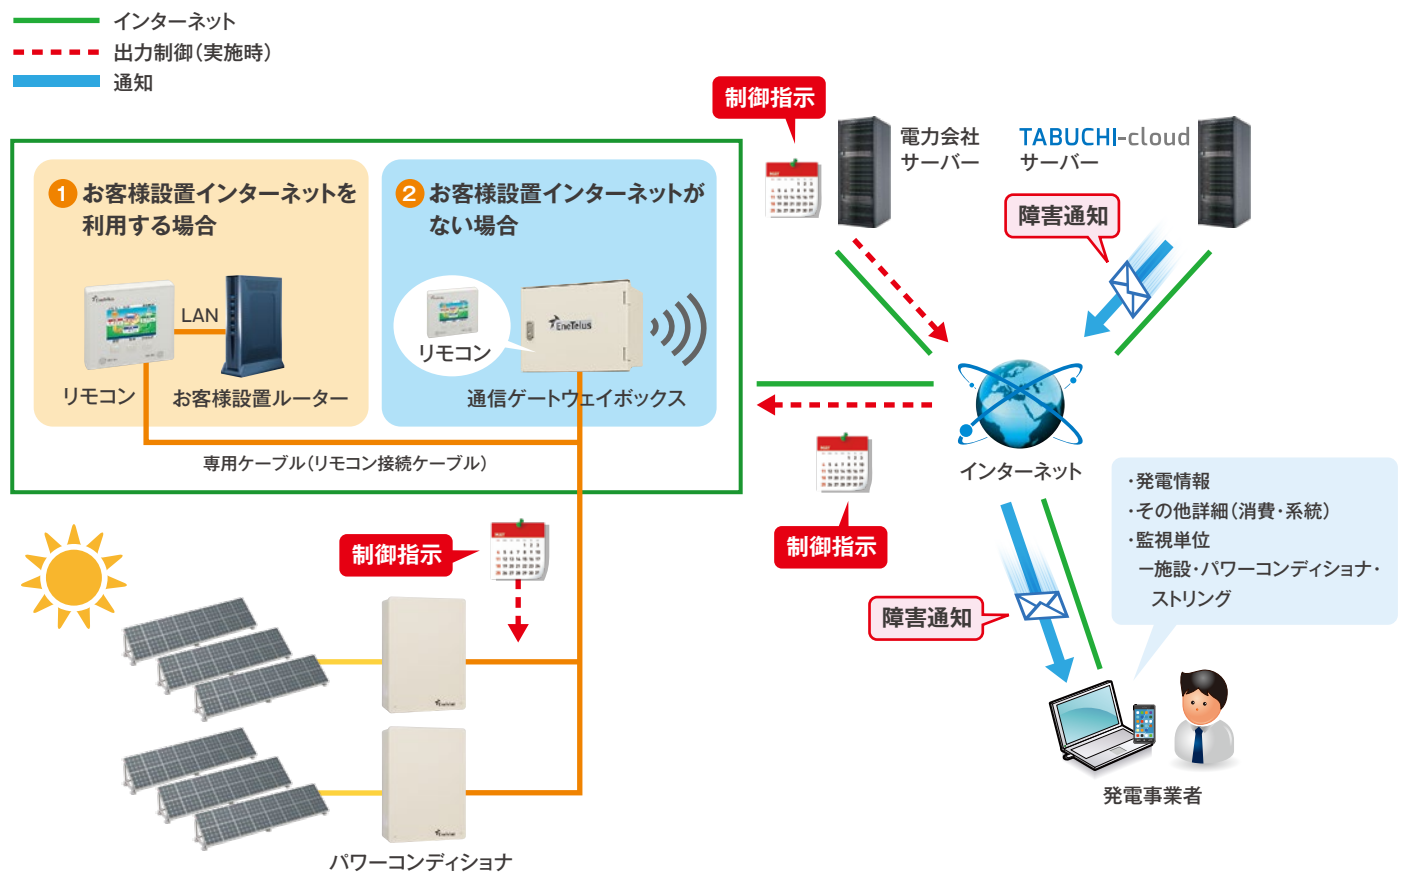 インターネット
出力制御(実施時)
通知
制御指示
電力会社
サーバー
TABUCHI-cloud
サーバー
障害通知
1 お客様設置インターネットを
利用する場合
LAN
リモコン
お客様設置ルーター
2 お客様設置インターネットが
ない場合
リモコン
EneTelus
通信ゲートウェイボックス
専用ケーブル(リモコン接続ケーブル)
インターネット
制御指示
制御指示
障害通知
・発電情報
・その他詳細(消費・系統)
・監視単位
ー施設・パワーコンディショナ・
ストリング
発電事業者
EneTelus
EneTelus
パワーコンディショナ